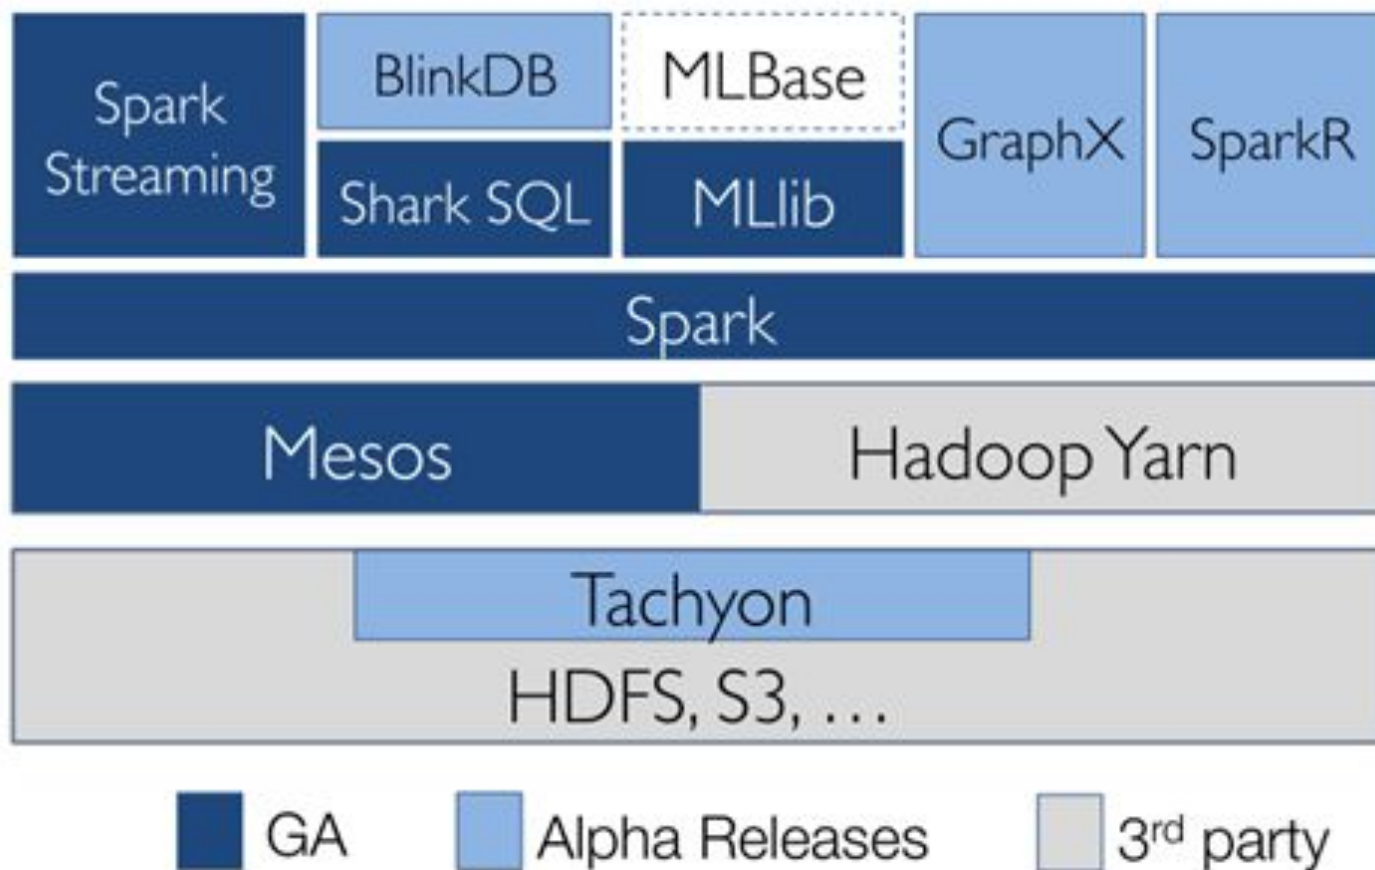 Spark
Streaming
BlinkDB
Shark SQL
MLBase
MLlib
GraphX
SparkR
Spark
Mesos
Hadoop Yarn
Tachyon
HDFS, S3, …
GA
Alpha Releases
3rd party